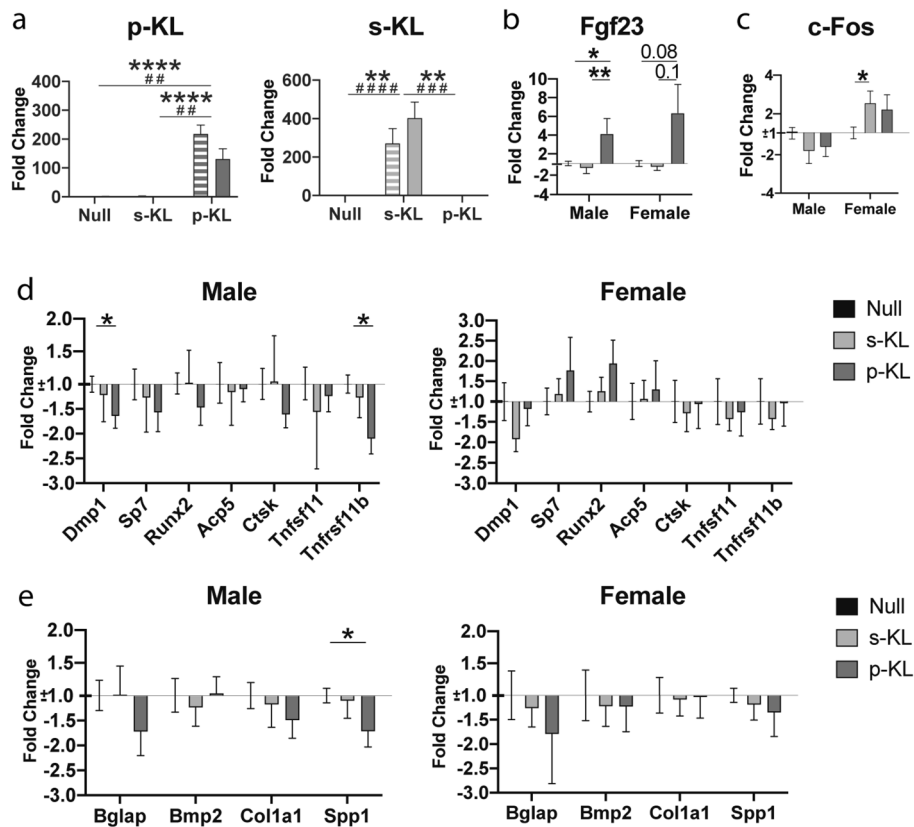 a
p-KL
Fold Change
400
300
200
100
0
****
##
****
##
Null
s-KL
p-KL
s-KL
Fold Change
600
400
200
0
**
####
**
###
Null
s-KL
p-KL
b
Fgf23
Fold Change
10
8
6
4
2
-2
-4
*
**
0.08
0.1
Male
Female
c
c-Fos
Fold Change
4
2
±1
-2
-4
*
Male
Female
d
Male
Fold Change
2.0
1.5
±1.0
-1.5
-2.0
-2.5
-3.0
*
*
Dmp1
Sp7
Runx2
Acp5
Ctsk
Tnfsf11
Tnfrsf11b
Female
Fold Change
3.0
2.5
2.0
1.5
±1.0
-1.5
-2.0
-2.5
-3.0
Dmp1
Sp7
Runx2
Acp5
Ctsk
Tnfsf11
Tnfrsf11b
Null
s-KL
p-KL
e
Male
Fold Change
2.0
1.5
±1.0
-1.5
-2.0
-2.5
-3.0
*
Bglap
Bmp2
Col1a1
Spp1
Female
Fold Change
2.0
1.5
±1.0
-1.5
-2.0
-2.5
-3.0
Bglap
Bmp2
Col1a1
Spp1
Null
s-KL
p-KL